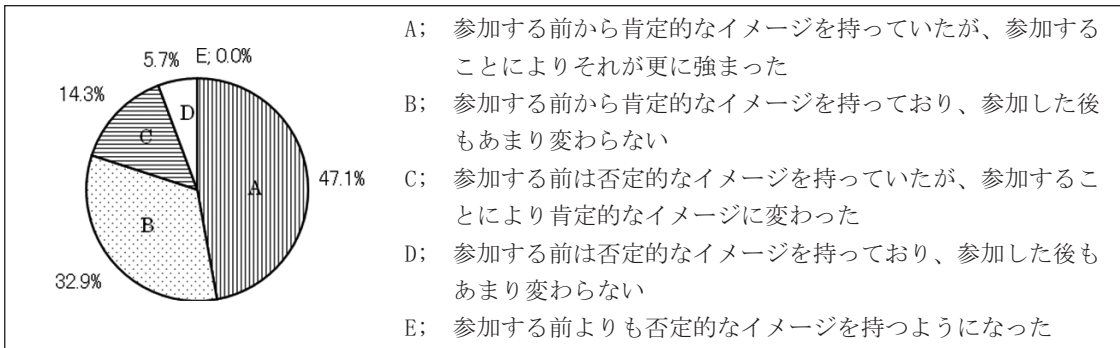 5.7%
E; 0.0%
14.3%
D
C
A
47.1%
B
32.9%
A; 参加する前から肯定的なイメージを持っていたが、参加する
ことによりそれが更に強まった
B; 参加する前から肯定的なイメージを持っており、参加した後
もあまり変わらない
C; 参加する前は否定的なイメージを持っていたが、参加するこ
とにより肯定的なイメージに変わった
D; 参加する前は否定的なイメージを持っており、参加した後も
あまり変わらない
E; 参加する前よりも否定的なイメージを持つようになった